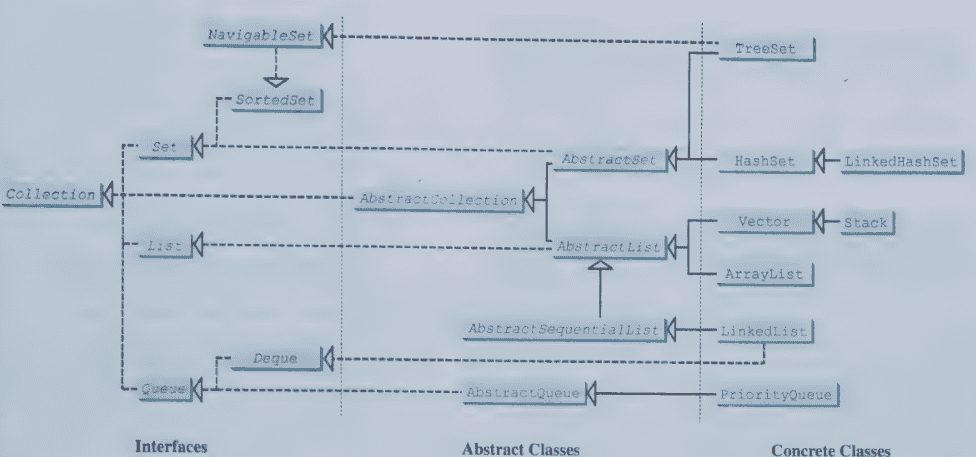 NavigableSet
TreeSet
SortedSet
Set
AbstractSet
HashSet
LinkedHashSet
Collection
AbstractCollection
Vector
Stack
List
AbstractList
ArrayList
AbstractSequentialList
LinkedList
Deque
Queue
AbstractQueue
PriorityQueue
Interfaces
Abstract Classes
Concrete Classes